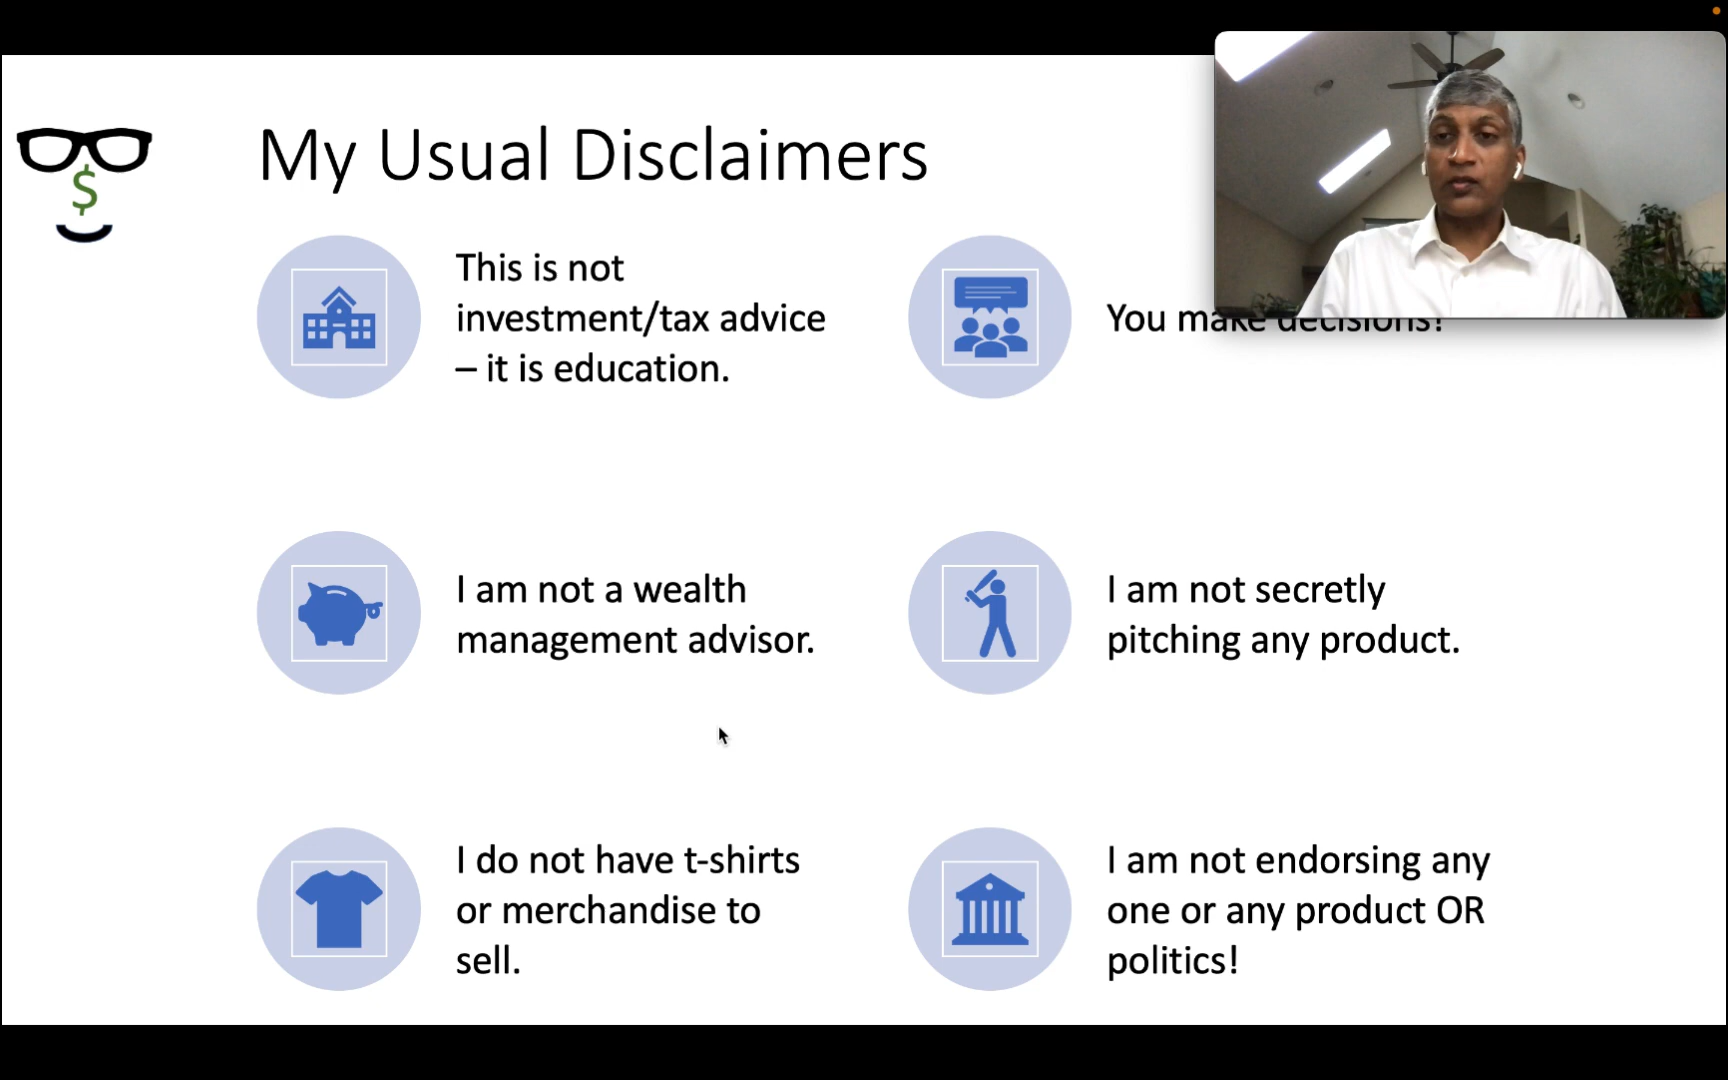 My Usual Disclaimers
This is not
investment/tax advice
– it is education.
You make decisions!
I am not a wealth
management advisor.
I am not secretly
pitching any product.
I do not have t-shirts
or merchandise to
sell.
I am not endorsing any
one or any product OR
politics!
$